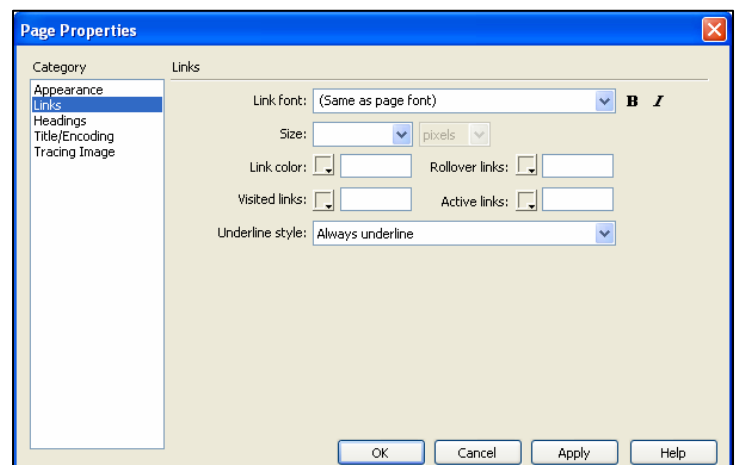 Page Properties
Category
Links
Appearance
Links
Headings
Title/Encoding
Tracing Image
Link font: (Same as page font) B I
Size: pixels
Link color: Rollover links:
Visited links: Active links:
Underline style: Always underline
OK Cancel Apply Help